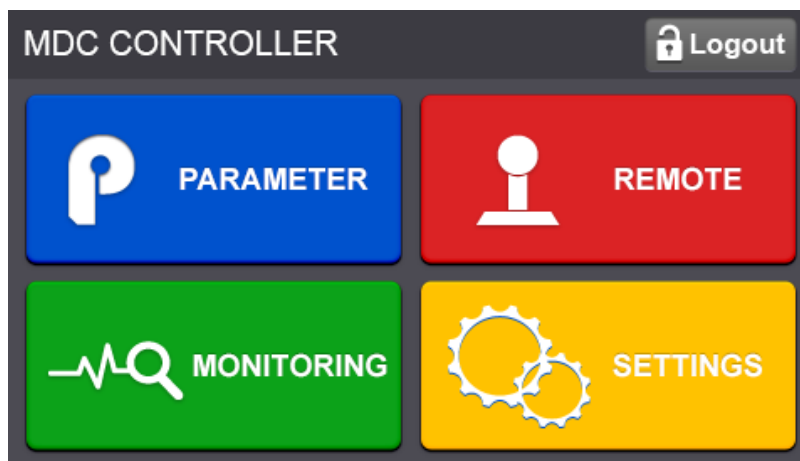 MDC CONTROLLER
Logout
PARAMETER
REMOTE
MONITORING
SETTINGS